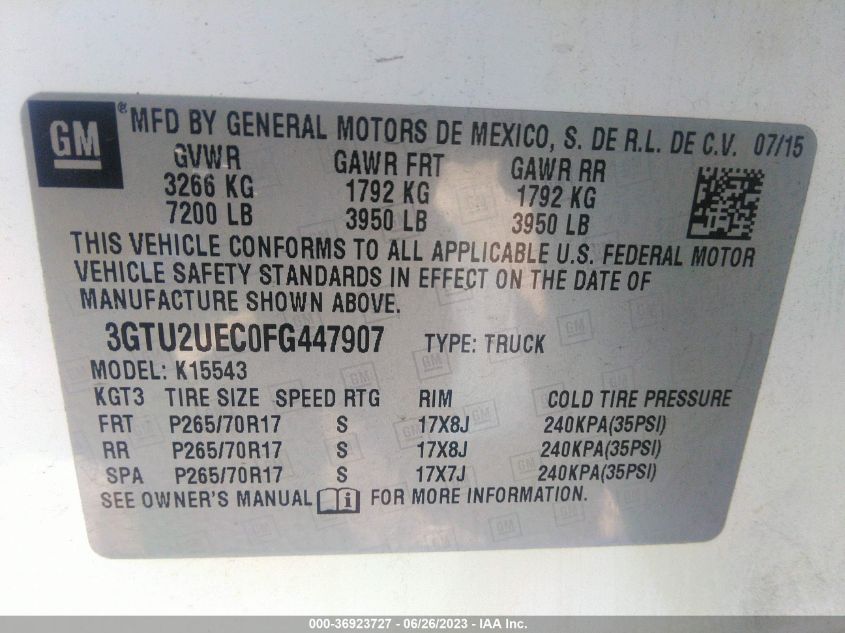 GM
® MFD BY GENERAL MOTORS DE MEXICO, S. DE R.L. DE C.V. 07/15
GVWR GAWR FRT GAWR RR
3266 KG 1792 KG 1792 KG
7200 LB 3950 LB 3950 LB
THIS VEHICLE CONFORMS TO ALL APPLICABLE U.S. FEDERAL MOTOR
VEHICLE SAFETY STANDARDS IN EFFECT ON THE DATE OF
MANUFACTURE SHOWN ABOVE.
3GTU2UEC0FG447907 TYPE: TRUCK
MODEL: K15543
KGT3 TIRE SIZE SPEED RTG RIM COLD TIRE PRESSURE
FRT P265/70R17 S 17X8J 240KPA(35PSI)
RR P265/70R17 S 17X8J 240KPA(35PSI)
SPA P265/70R17 S 17X7J 240KPA(35PSI)
SEE OWNER'S MANUAL i FOR MORE INFORMATION.
000-36923727 - 06/26/2023 - IAA Inc.